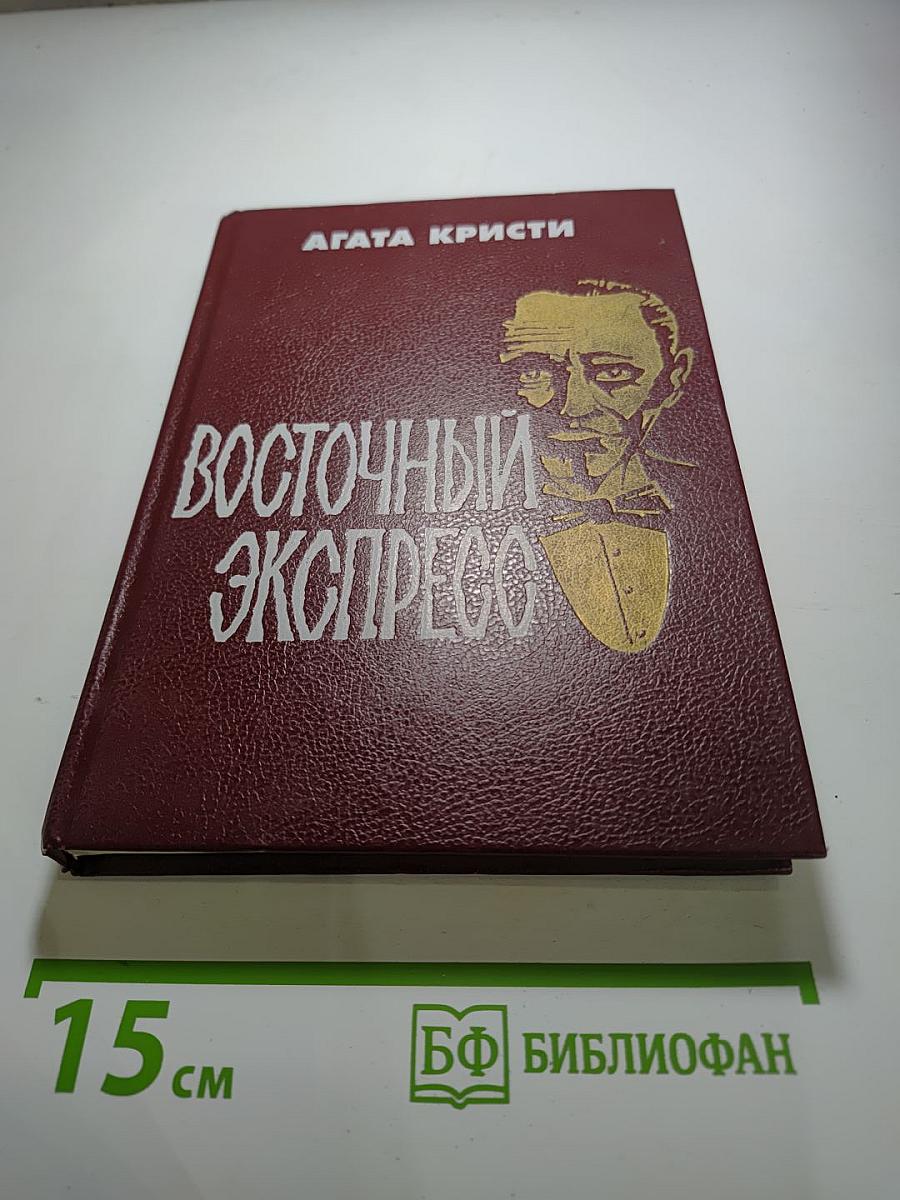 АГАТА КРИСТИ
ВОСТОЧНЫЙ
ЭКСПРЕСС
15 см
БФ БИБЛИОФАН